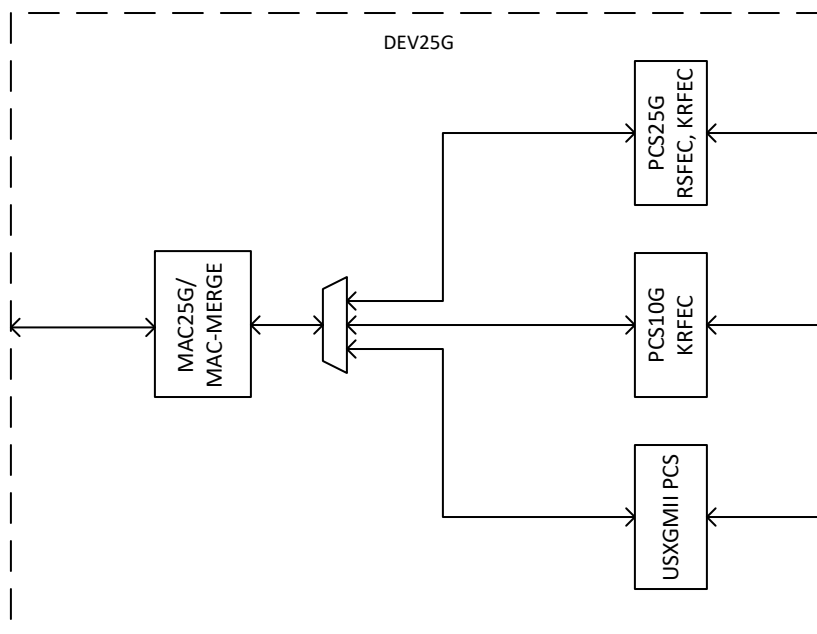 DEV25G
PCS25G
RSFEC, KRFEC
MAC25G/
MAC-MERGE
PCS10G
KRFEC
USXGMII PCS